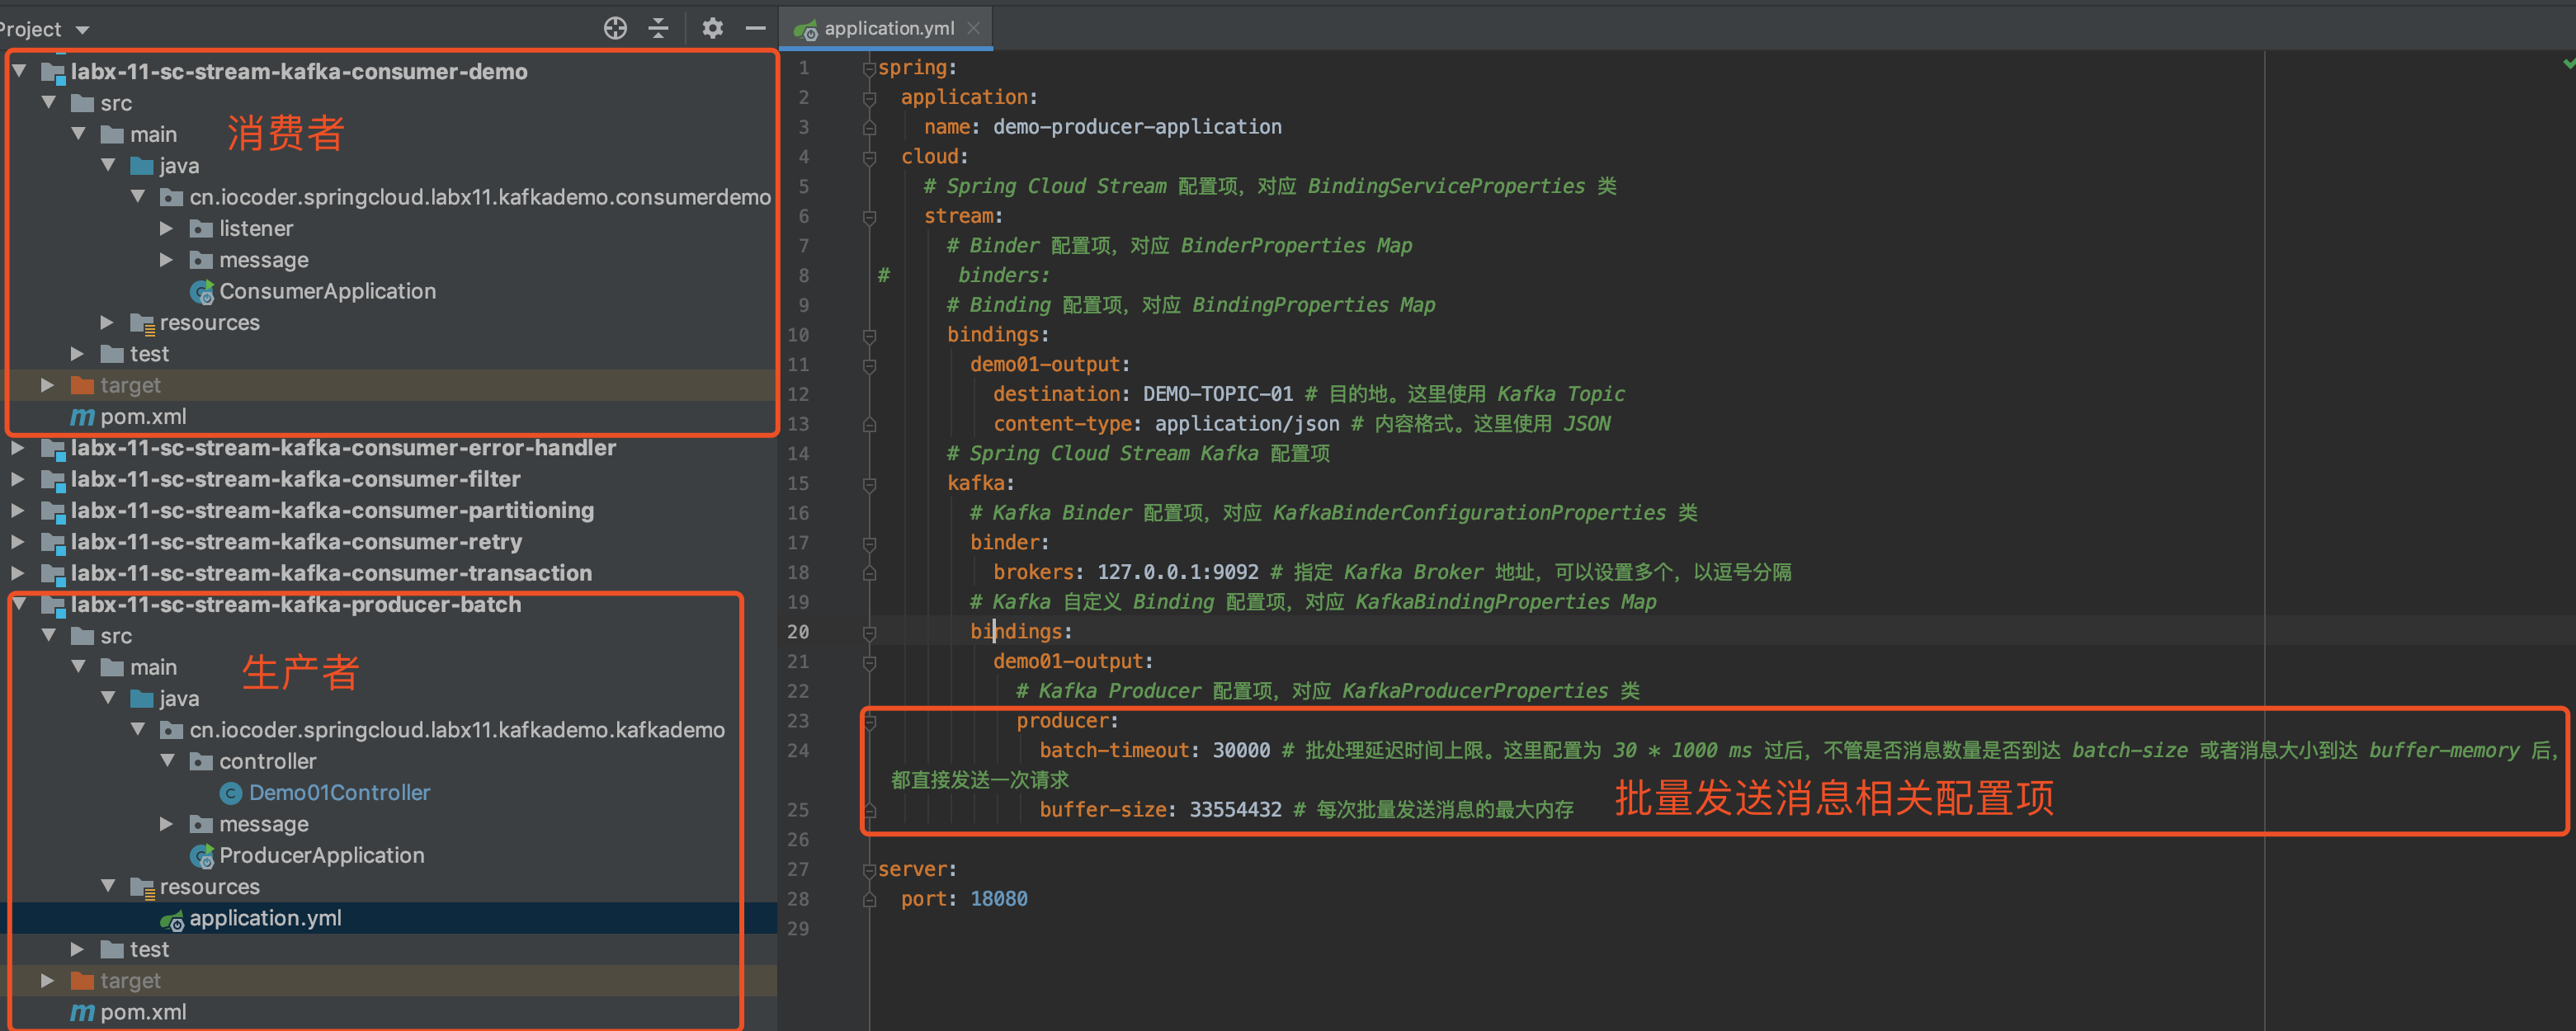 Project
labx-11-sc-stream-kafka-consumer-demo
src
main
消费者
java
cn.iocoder.springcloud.labx11.kafkademo.consumerdemo
listener
message
ConsumerApplication
resources
test
target
pom.xml
labx-11-sc-stream-kafka-consumer-error-handler
labx-11-sc-stream-kafka-consumer-filter
labx-11-sc-stream-kafka-consumer-partitioning
labx-11-sc-stream-kafka-consumer-retry
labx-11-sc-stream-kafka-consumer-transaction
labx-11-sc-stream-kafka-producer-batch
src
main
生产者
java
cn.iocoder.springcloud.labx11.kafkademo.kafkademo
controller
Demo01Controller
message
ProducerApplication
resources
application.yml
test
target
pom.xml
application.yml
1 spring:
2 application:
3 name: demo-producer-application
4 cloud:
5 # Spring Cloud Stream 配置项，对应 BindingServiceProperties 类
6 stream:
7 # Binder 配置项，对应 BinderProperties Map
8 # binders:
9 # Binding 配置项，对应 BindingProperties Map
10 bindings:
11 demo01-output:
12 destination: DEMO-TOPIC-01 # 目的地。这里使用 Kafka Topic
13 content-type: application/json # 内容格式。这里使用 JSON
14 # Spring Cloud Stream Kafka 配置项
15 kafka:
16 # Kafka Binder 配置项，对应 KafkaBinderConfigurationProperties 类
17 binder:
18 brokers: 127.0.0.1:9092 # 指定 Kafka Broker 地址，可以设置多个，以逗号分隔
19 # Kafka 自定义 Binding 配置项，对应 KafkaBindingProperties Map
20 bindings:
21 demo01-output:
22 # Kafka Producer 配置项，对应 KafkaProducerProperties 类
23 producer:
24 batch-timeout: 30000 # 批处理延迟时间上限。这里配置为 30 * 1000 ms 过后，不管是否消息数量是否到达 batch-size 或者消息大小到达 buffer-memory 后，
都直接发送一次请求
25 buffer-size: 33554432 # 每次批量发送消息的最大内存
批量发送消息相关配置项
26
27 server:
28 port: 18080
29